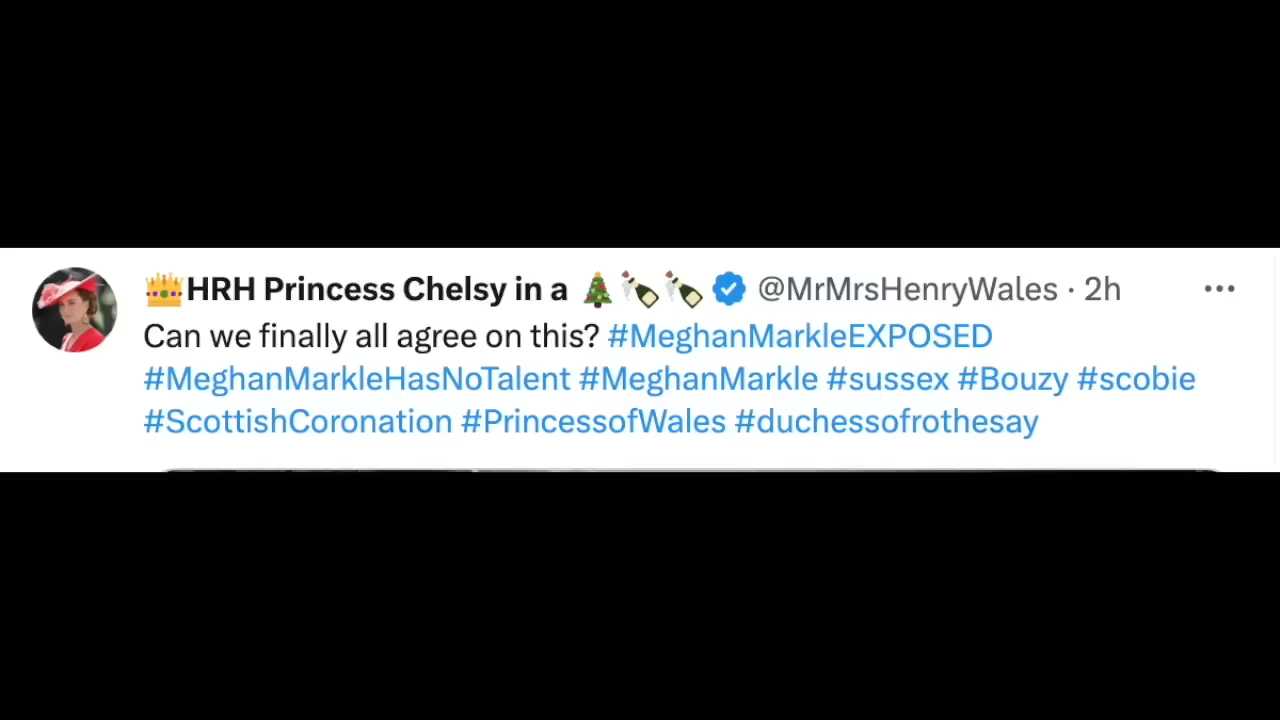 👑HRH Princess Chelsy in a 🎄🍾🍾 @MrMrsHenryWales · 2h
Can we finally all agree on this? #MeghanMarkleEXPOSED
#MeghanMarkleHasNoTalent #MeghanMarkle #sussex #Bouzy #scobie
#ScottishCoronation #PrincessofWales #duchessofrothesay